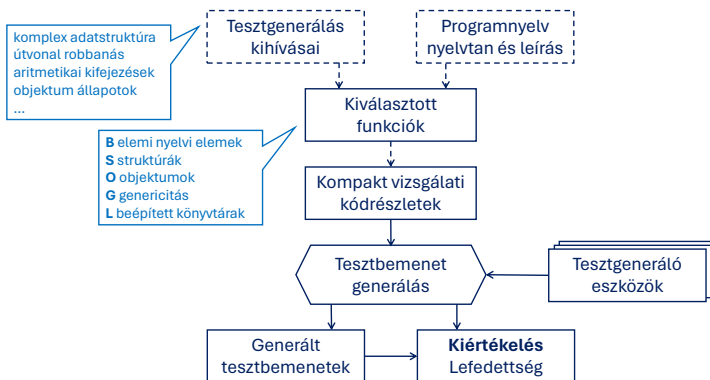 Tesztgenerálás
kihívásai
Programnyelv
nyelvtan és leírás
komplex adatstruktúra
útvonal robbanás
aritmetikai kifejezések
objektum állapotok
...
Kiválasztott
funkciók
B elemi nyelvi elemek
S struktúrák
O objektumok
G genericitás
L beépített könyvtárak
Kompakt vizsgálati
kódrészletek
Tesztbemenet
generálás
Tesztgeneráló
eszközök
Generált
tesztbemenetek
Kiértékelés
Lefedettség